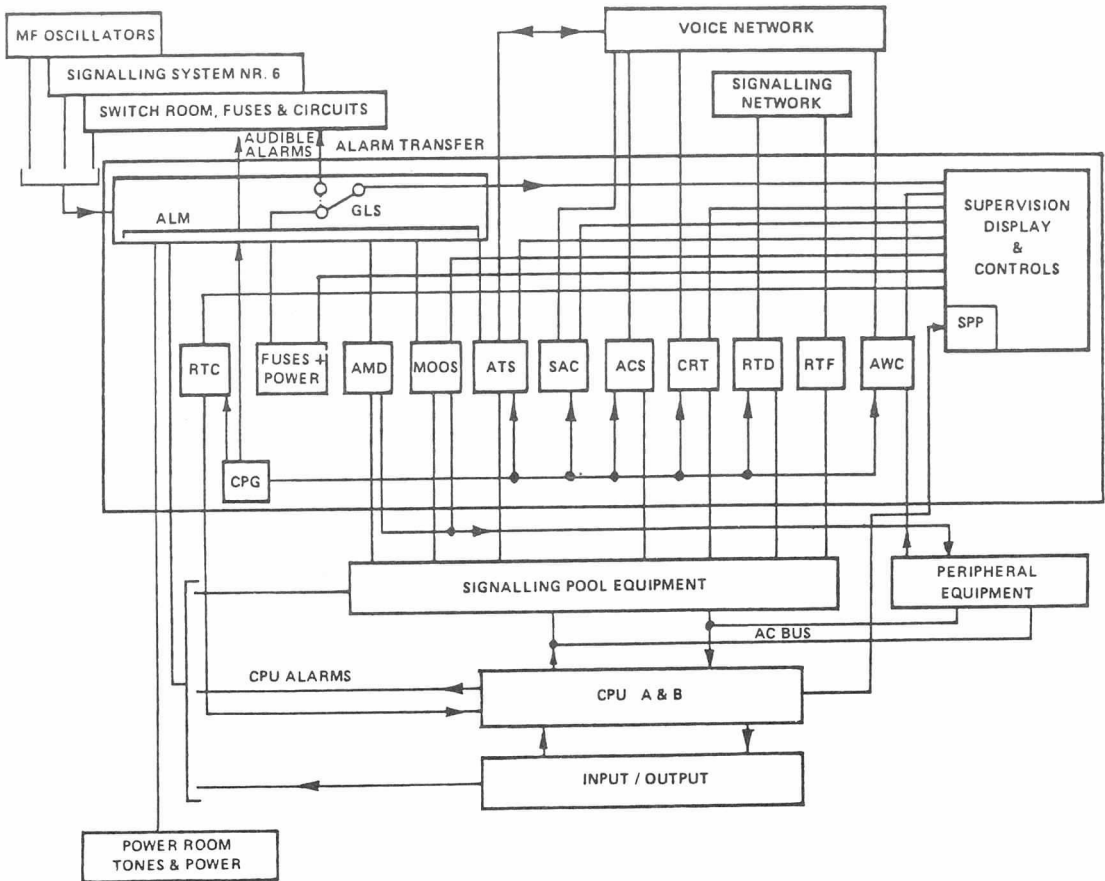 MF OSCILLATORS
VOICE NETWORK
SIGNALLING SYSTEM NR. 6
SIGNALLING
NETWORK
SWITCH ROOM, FUSES & CIRCUITS
AUDIBLE
ALARMS
ALARM TRANSFER
ALM
GLS
SUPERVISION
DISPLAY
&
CONTROLS
SPP
RTC
FUSES +
POWER
AMD
MOOS
ATS
SAC
ACS
CRT
RTD
RTF
AWC
CPG
SIGNALLING POOL EQUIPMENT
PERIPHERAL
EQUIPMENT
AC BUS
CPU ALARMS
CPU A & B
INPUT / OUTPUT
POWER ROOM
TONES & POWER